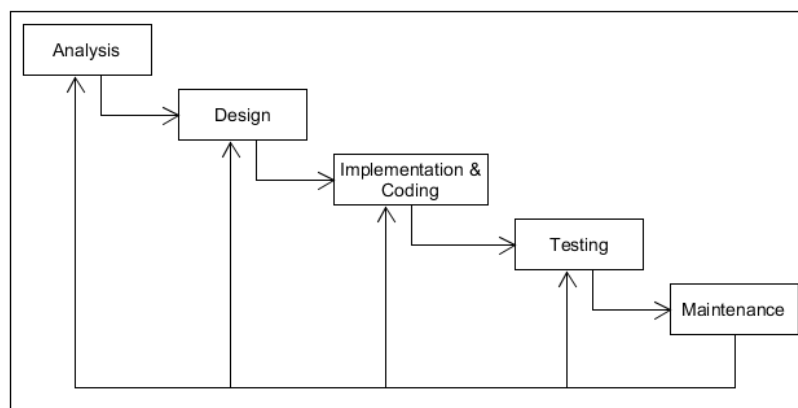 Analysis
Design
Implementation &
Coding
Testing
Maintenance